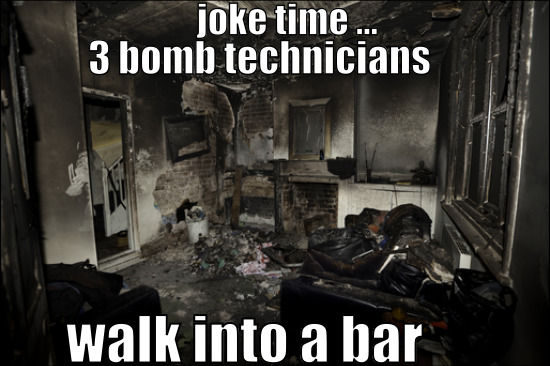 joke time ...
3 bomb technicians
walk into a bar